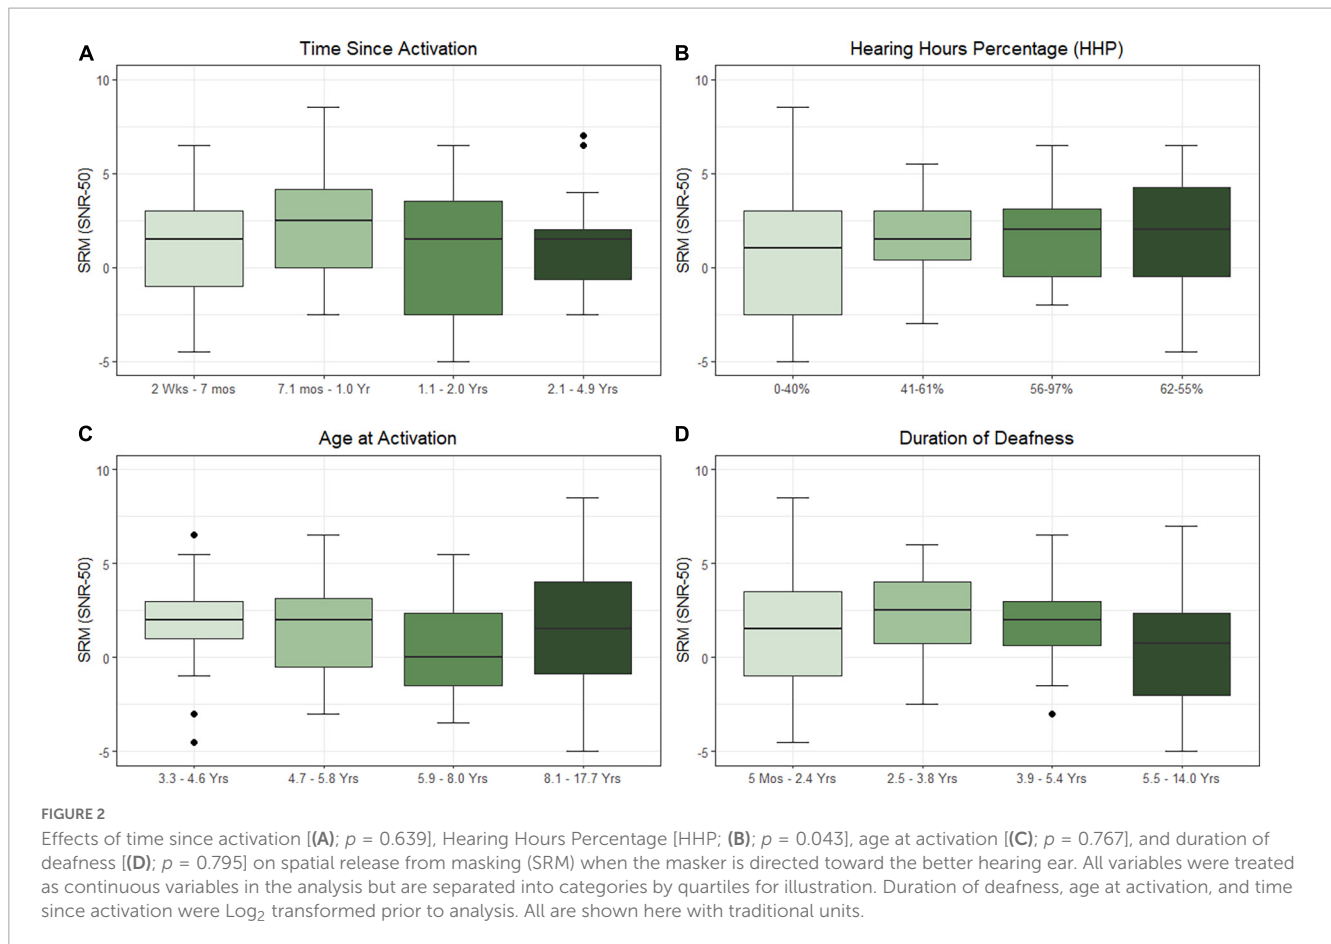 A
Time Since Activation
10
5
0
-5
SRM (SNR-50)
2 Wks - 7 mos
7.1 mos - 1.0 Yr
1.1 - 2.0 Yrs
2.1 - 4.9 Yrs
B
Hearing Hours Percentage (HHP)
10
5
0
-5
SRM (SNR-50)
0-40%
41-61%
56-97%
62-55%
C
Age at Activation
10
5
0
-5
SRM (SNR-50)
3.3 - 4.6 Yrs
4.7 - 5.8 Yrs
5.9 - 8.0 Yrs
8.1 - 17.7 Yrs
D
Duration of Deafness
10
5
0
-5
SRM (SNR-50)
5 Mos - 2.4 Yrs
2.5 - 3.8 Yrs
3.9 - 5.4 Yrs
5.5 - 14.0 Yrs
FIGURE 2
Effects of time since activation [(A); p = 0.639], Hearing Hours Percentage [HHP; (B); p = 0.043], age at activation [(C); p = 0.767], and duration of
deafness [(D); p = 0.795] on spatial release from masking (SRM) when the masker is directed toward the better hearing ear. All variables were treated
as continuous variables in the analysis but are separated into categories by quartiles for illustration. Duration of deafness, age at activation, and time
since activation were Log2 transformed prior to analysis. All are shown here with traditional units.